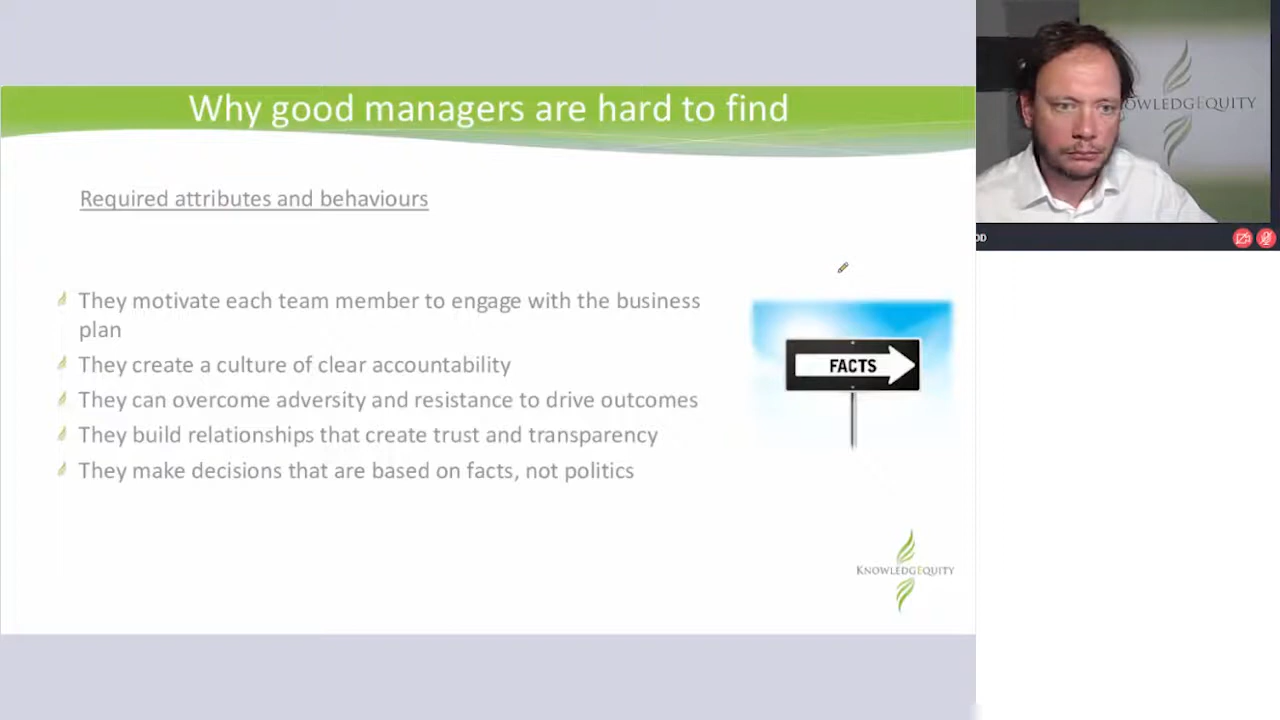 Why good managers are hard to find
Required attributes and behaviours
They motivate each team member to engage with the business
plan
They create a culture of clear accountability
They can overcome adversity and resistance to drive outcomes
They build relationships that create trust and transparency
They make decisions that are based on facts, not politics
FACTS
KNOWLEDGEQUITY
OWLEDGEQUITY
OD